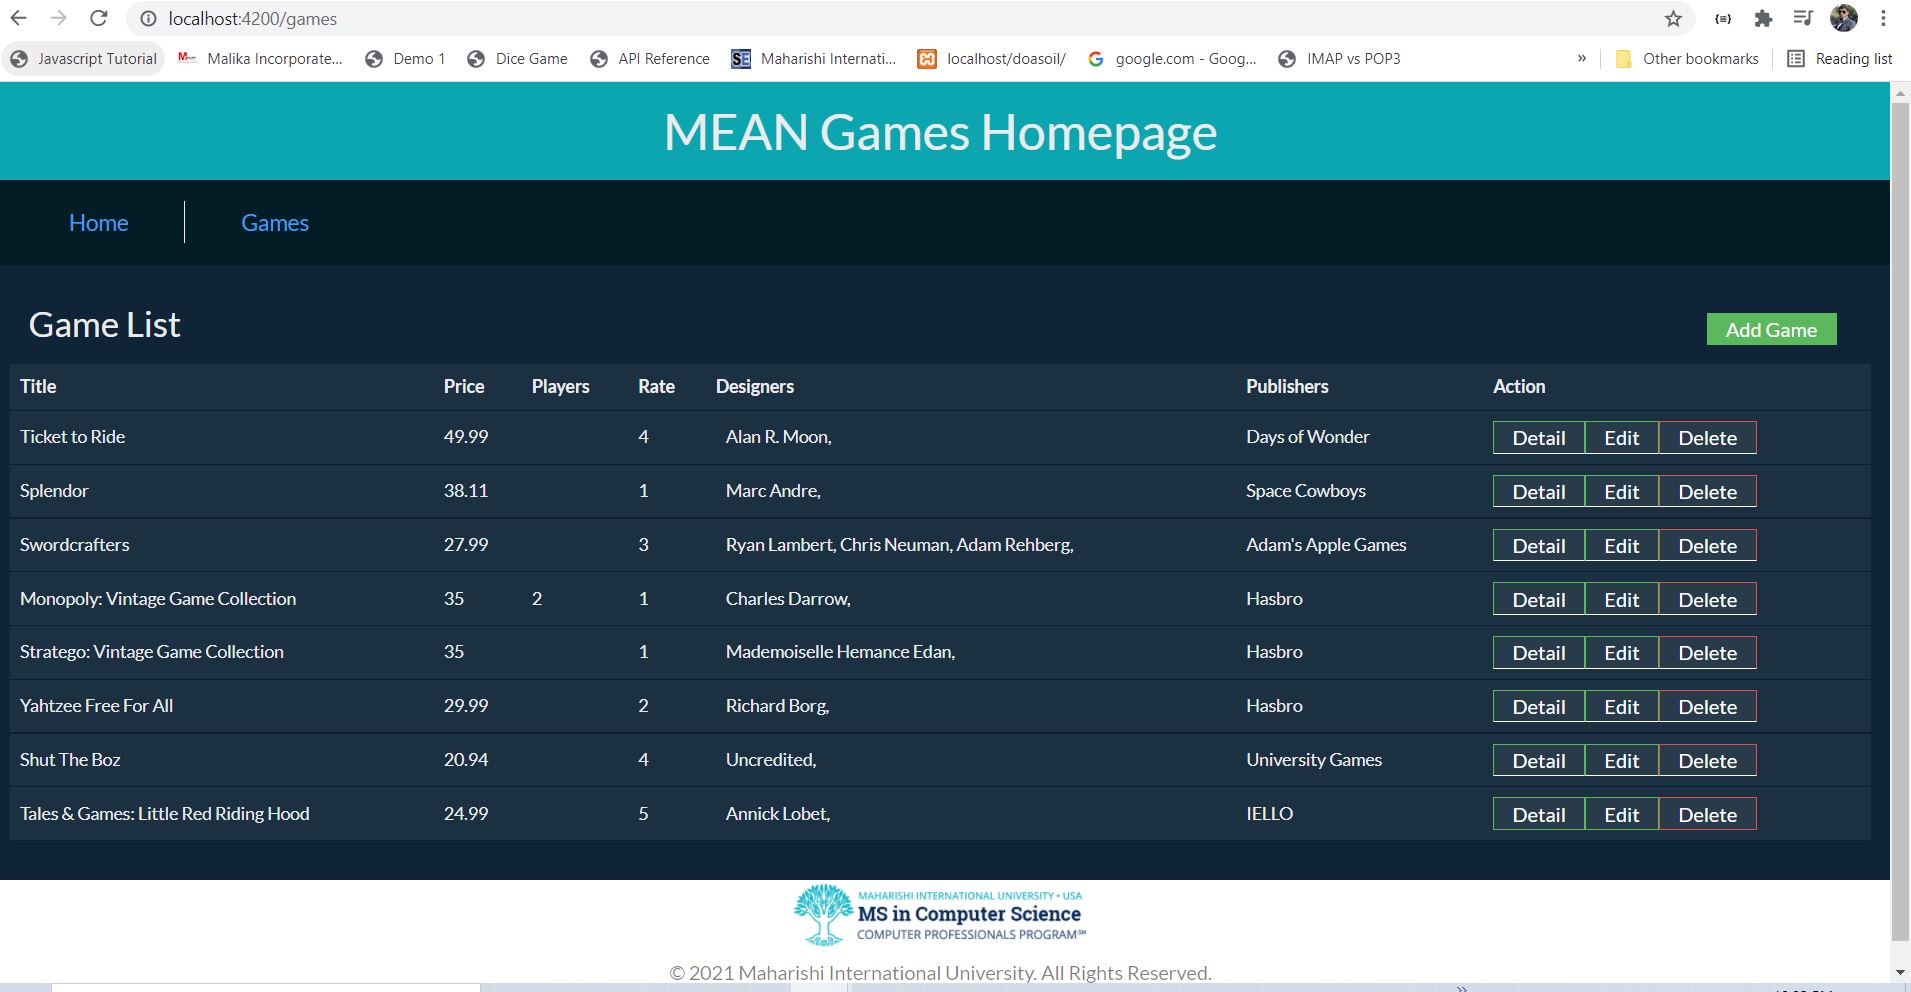 localhost:4200/games
Javascript Tutorial Malika Incorporate... Demo 1 Dice Game API Reference SE Maharishi Internati... localhost/doasoil/ google.com - Goog... IMAP vs POP3 » Other bookmarks Reading list
MEAN Games Homepage
Home Games
Game List Add Game
Title Price Players Rate Designers Publishers Action
Ticket to Ride 49.99 4 Alan R. Moon, Days of Wonder Detail Edit Delete
Splendor 38.11 1 Marc Andre, Space Cowboys Detail Edit Delete
Swordcrafters 27.99 3 Ryan Lambert, Chris Neuman, Adam Rehberg, Adam's Apple Games Detail Edit Delete
Monopoly: Vintage Game Collection 35 2 1 Charles Darrow, Hasbro Detail Edit Delete
Stratego: Vintage Game Collection 35 1 Mademoiselle Hemance Edan, Hasbro Detail Edit Delete
Yahtzee Free For All 29.99 2 Richard Borg, Hasbro Detail Edit Delete
Shut The Boz 20.94 4 Uncredited, University Games Detail Edit Delete
Tales & Games: Little Red Riding Hood 24.99 5 Annick Lobet, IELLO Detail Edit Delete
MAHARISHI INTERNATIONAL UNIVERSITY • USA
MS in Computer Science
COMPUTER PROFESSIONALS PROGRAM℠
© 2021 Maharishi International University. All Rights Reserved.